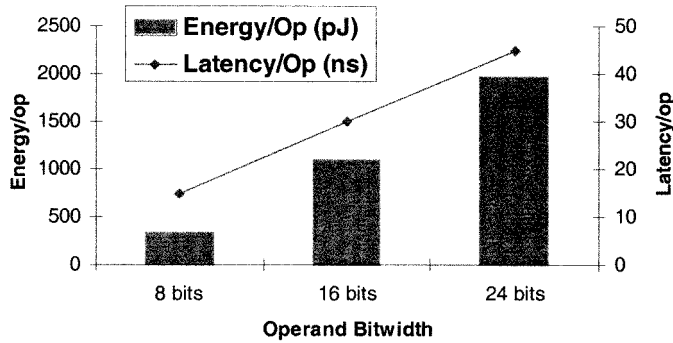 Energy/Op (pJ)
Latency/Op (ns)
Energy/op
2500
2000
1500
1000
500
0
50
40
30
20
10
0
Latency/op
8 bits
16 bits
24 bits
Operand Bitwidth